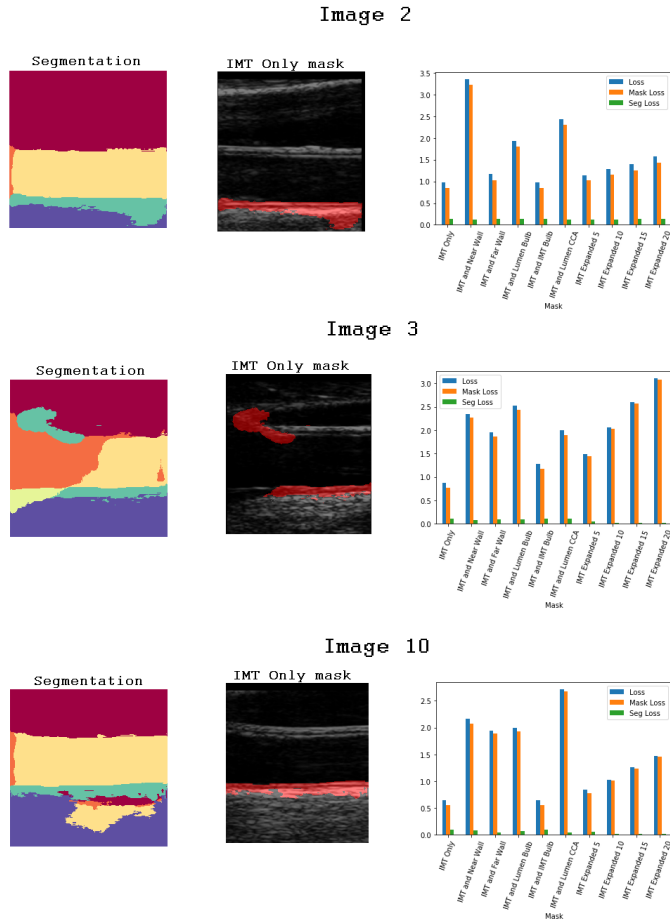 Image 2
Segmentation
IMT Only mask
3.5
3.0
2.5
2.0
1.5
1.0
0.5
0.0
Loss
Mask Loss
Seg Loss
IMT Only
IMT and Near Wall
IMT and Far Wall
IMT and Lumen Bulb
IMT and IMT Bulb
IMT and Lumen CCA
IMT Expanded 5
IMT Expanded 10
IMT Expanded 15
IMT Expanded 20
Mask
Image 3
Segmentation
IMT Only mask
3.0
2.5
2.0
1.5
1.0
0.5
0.0
Loss
Mask Loss
Seg Loss
IMT Only
IMT and Near Wall
IMT and Far Wall
IMT and Lumen Bulb
IMT and IMT Bulb
IMT and Lumen CCA
IMT Expanded 5
IMT Expanded 10
IMT Expanded 15
IMT Expanded 20
Mask
Image 10
Segmentation
IMT Only mask
2.5
2.0
1.5
1.0
0.5
0.0
Loss
Mask Loss
Seg Loss
IMT Only
IMT and Near Wall
IMT and Far Wall
IMT and Lumen Bulb
IMT and IMT Bulb
IMT and Lumen CCA
IMT Expanded 5
IMT Expanded 10
IMT Expanded 15
IMT Expanded 20
Mask